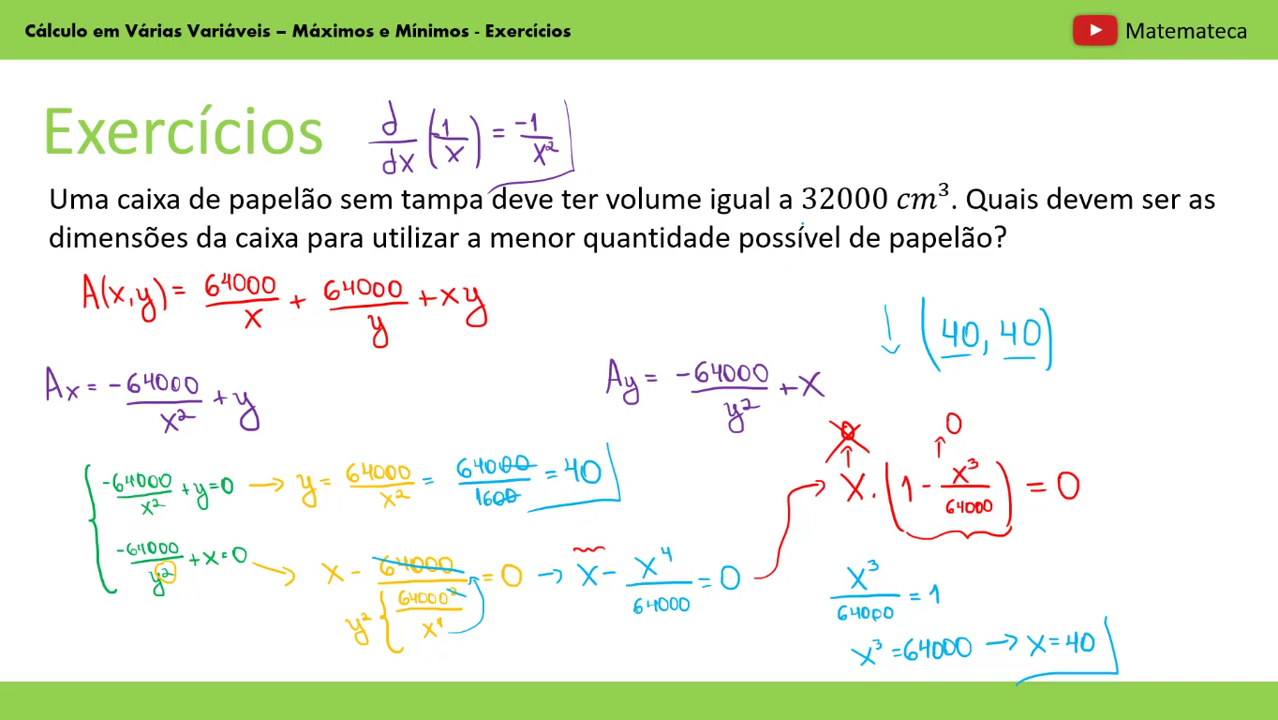 Cálculo em Várias Variáveis – Máximos e Mínimos - Exercícios
Matemateca
Exercícios
d/dx (1/x) = -1/x²
Uma caixa de papelão sem tampa deve ter volume igual a 32000 cm³. Quais devem ser as
dimensões da caixa para utilizar a menor quantidade possível de papelão?
A(x,y) = 64000/x + 64000/y + xy
↓ (40, 40)
Ax = -64000/x² + y
Ay = -64000/y² + x
-64000/x² + y = 0 → y = 64000/x² = 64000/1600 = 40
0
0
x · (1 - x³/64000) = 0
-64000/y² + x = 0 → x - 64000/(64000²/x⁴) = 0 → x - x⁴/64000 = 0
y²
x³/64000 = 1
x³ = 64000 → x = 40